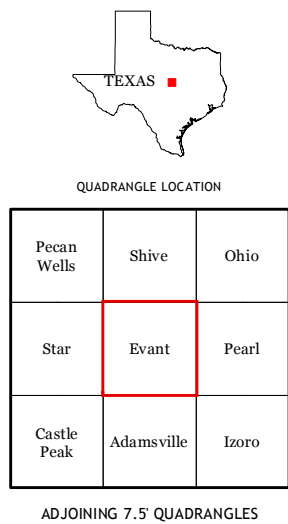 TEXAS
QUADRANGLE LOCATION
Pecan
Wells
Shive
Ohio
Star
Evant
Pearl
Castle
Peak
Adamsville
Izoro
ADJOINING 7.5' QUADRANGLES